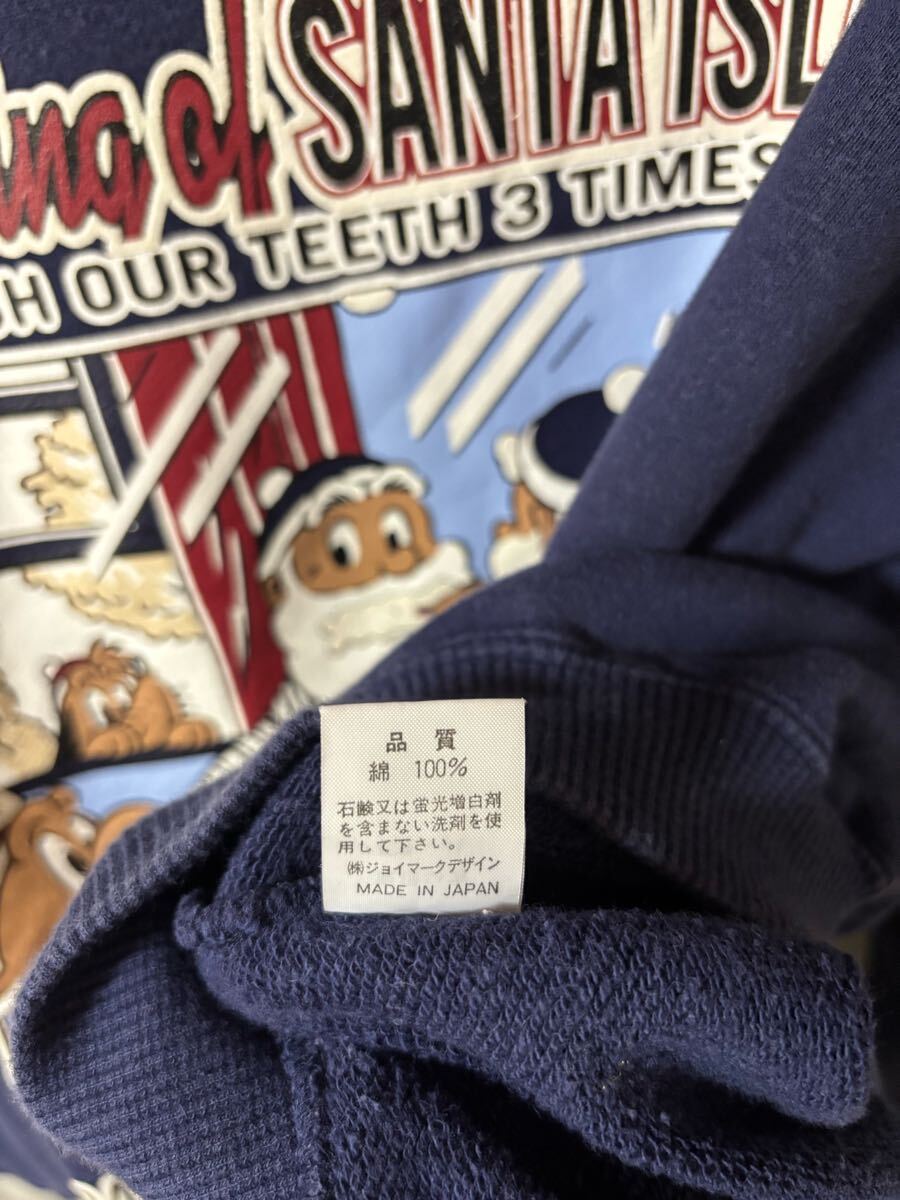 of SANTA ISL
OUR TEETH 3 TIMES
品 質
綿 100%
石鹸又は蛍光増白剤
を含まない洗剤を使
用して下さい。
㈱ジョイマークデザイン
MADE IN JAPAN